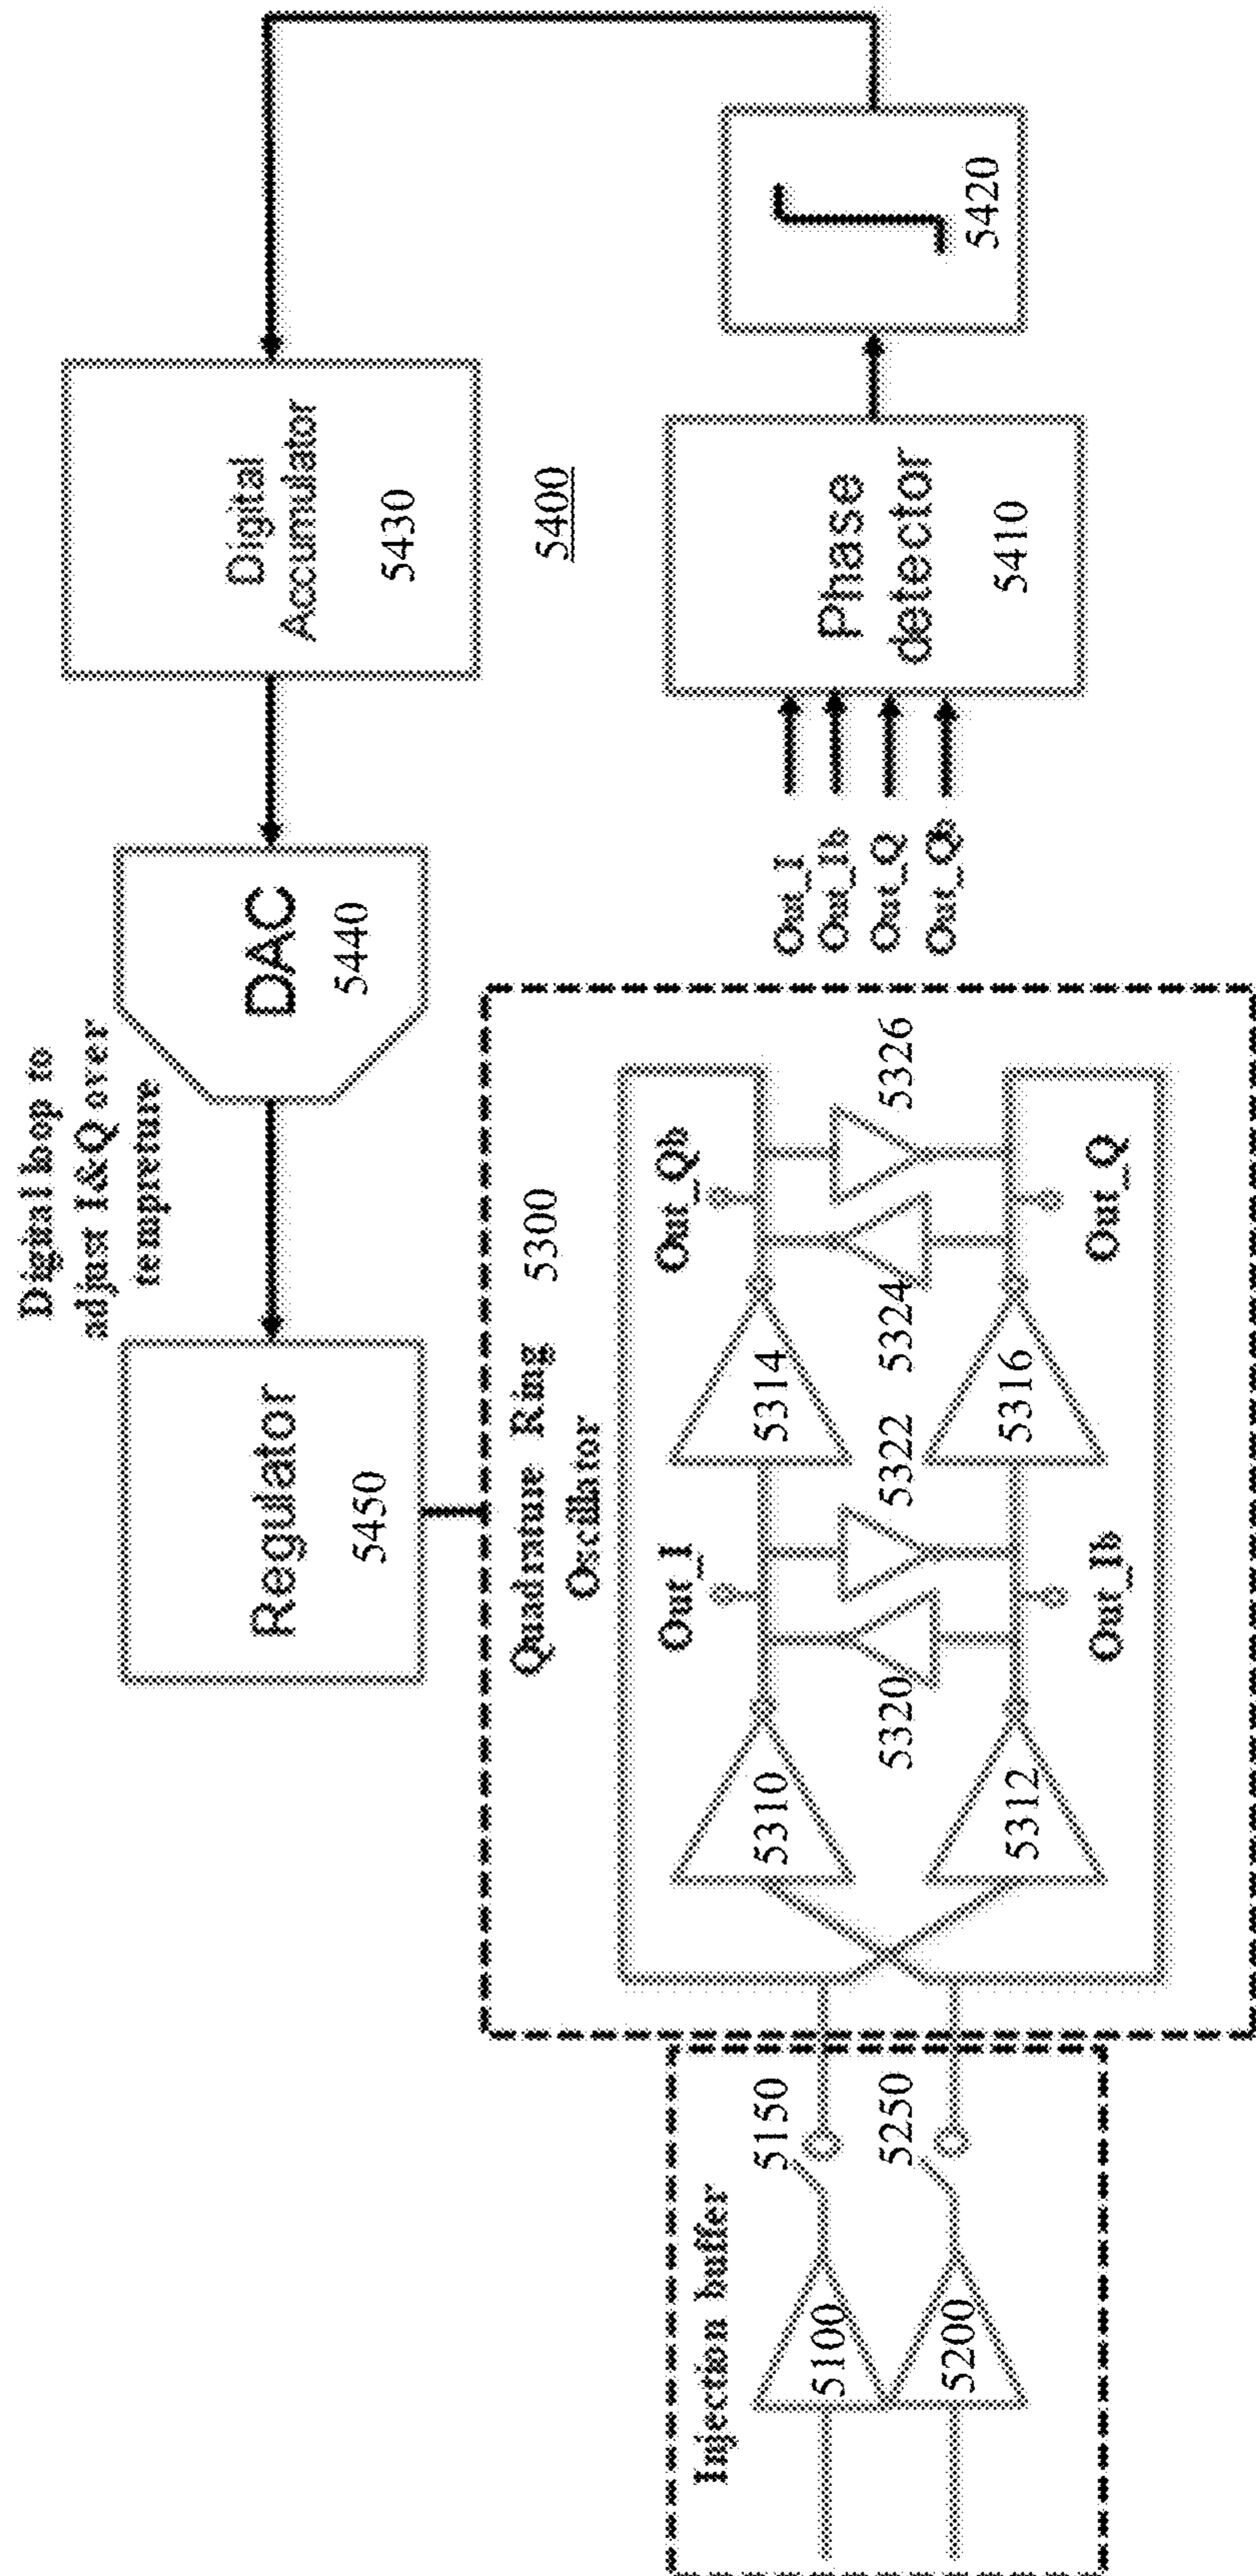 Digital loop to
adjust I&Q over
tempreture
Regulator
5450
DAC
5440
Digital
Accumulator
5430
5400
Quadrature Ring
Oscillator
5300
Injection buffer
5100
5150
5200
5250
5310
5312
Out_I
5320
5322
Out_Ib
5314
5316
Out_Qb
5324
5326
Out_Q
Out_I
Out_Ib
Out_Q
Out_Qb
Phase
detector
5410
∫
5420